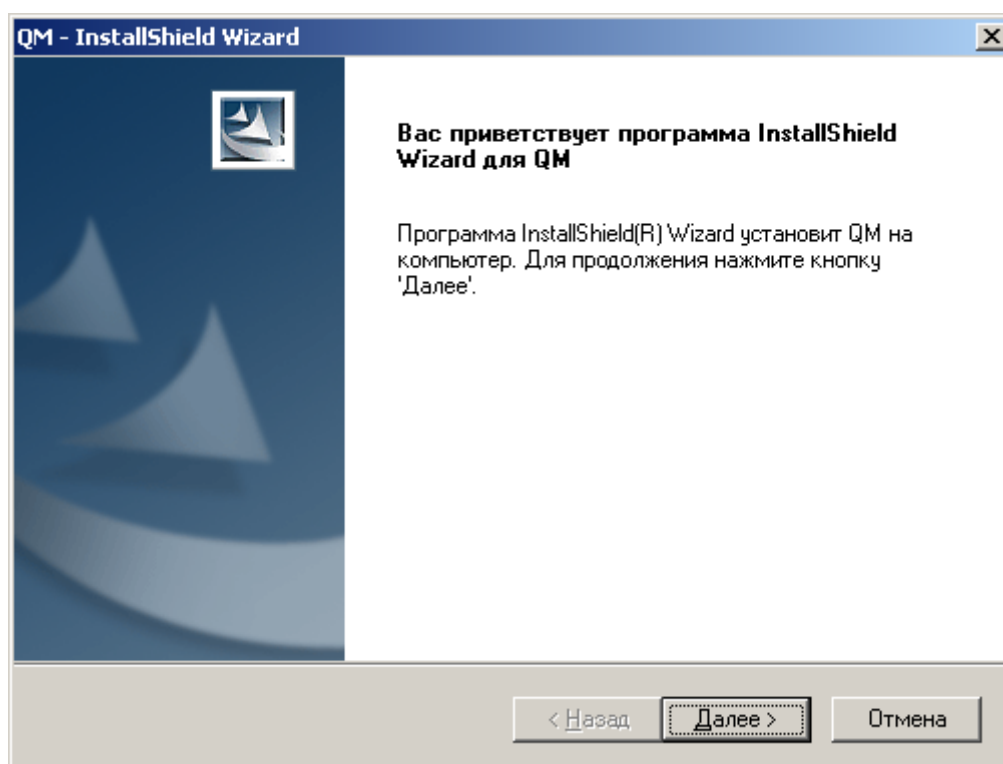 QM - InstallShield Wizard
Вас приветствует программа InstallShield
Wizard для QM
Программа InstallShield(R) Wizard установит QM на
компьютер. Для продолжения нажмите кнопку
'Далее'.
< Назад
Далее >
Отмена